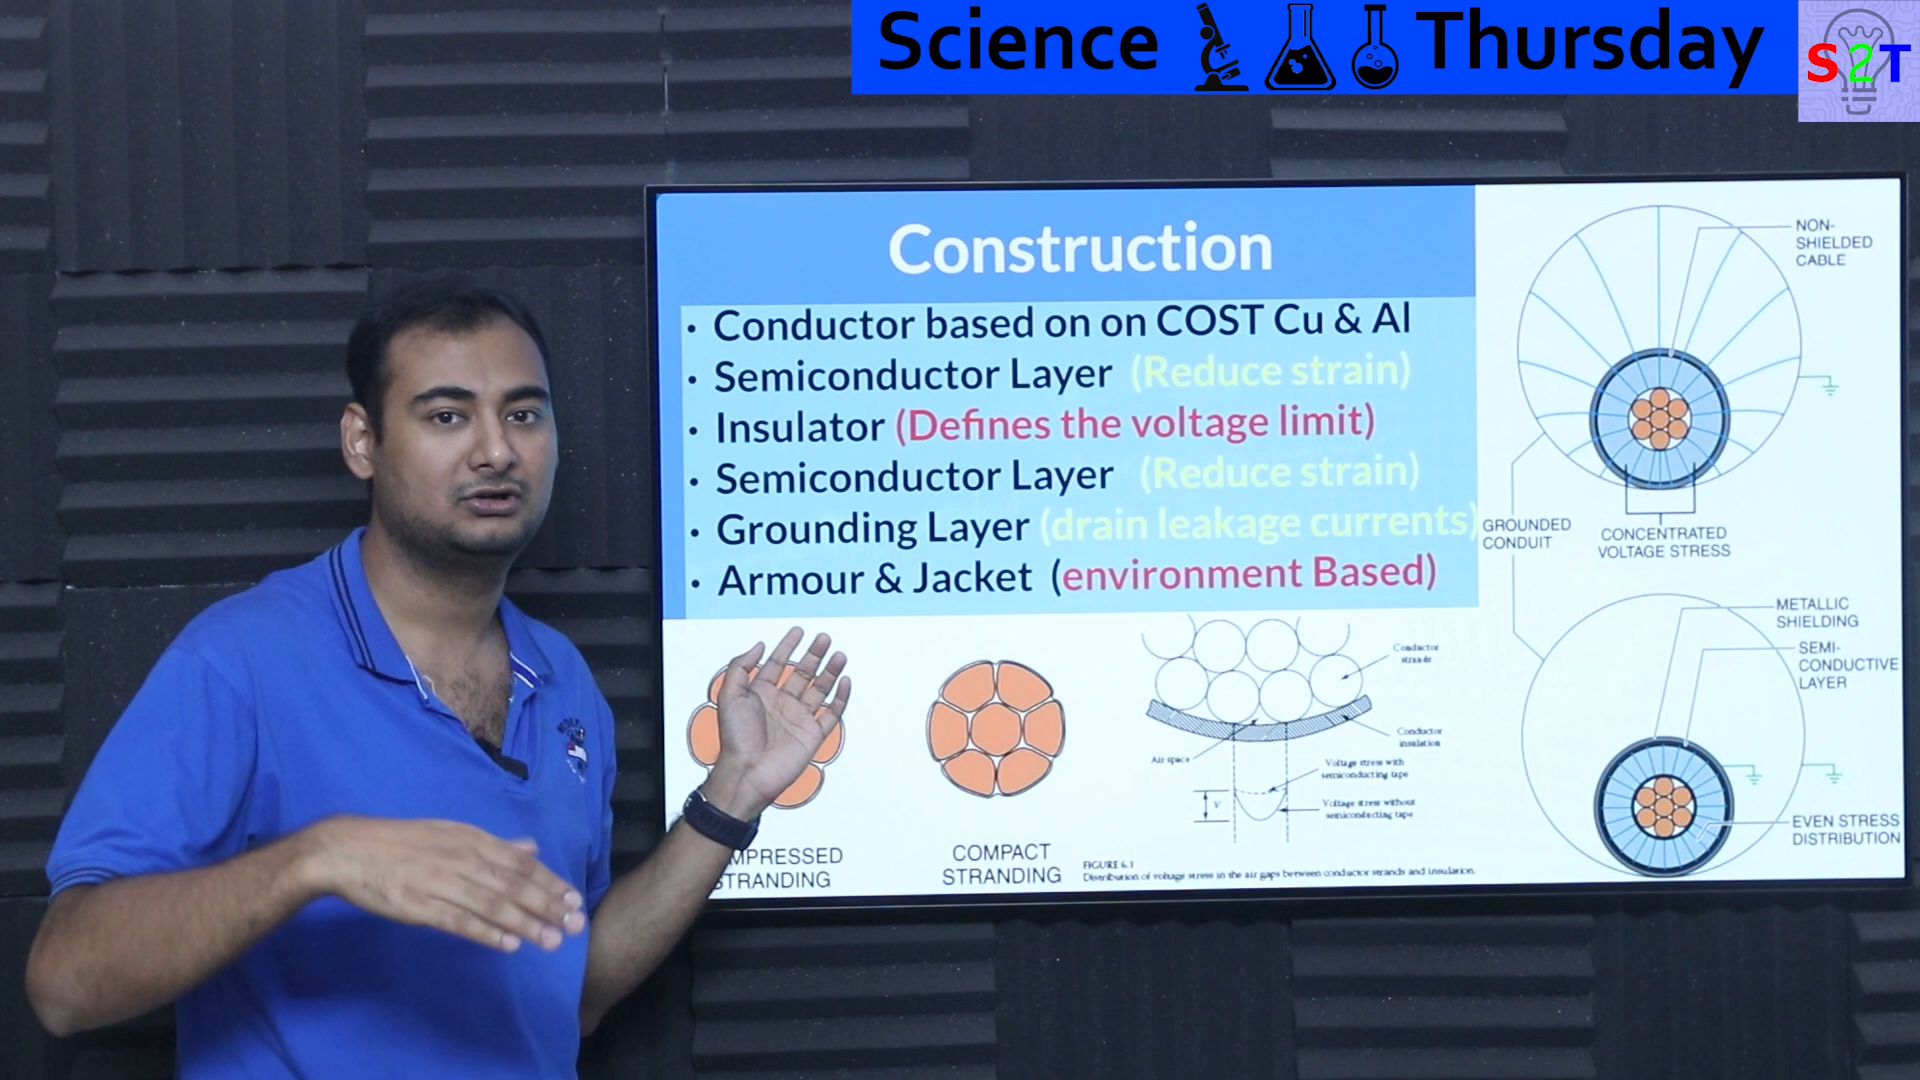 Science Thursday
S2T
Construction
• Conductor based on on COST Cu & Al
• Semiconductor Layer (Reduce strain)
• Insulator (Defines the voltage limit)
• Semiconductor Layer (Reduce strain)
• Grounding Layer (drain leakage currents)
• Armour & Jacket (environment Based)
NON-
SHIELDED
CABLE
GROUNDED
CONDUIT
CONCENTRATED
VOLTAGE STRESS
METALLIC
SHIELDING
SEMI-
CONDUCTIVE
LAYER
EVEN STRESS
DISTRIBUTION
MPRESSED
STRANDING
COMPACT
STRANDING
Conductor
strands
Conductor
insulation
Air space
Voltage stress with
semiconducting tape
V
Voltage stress without
semiconducting tape
FIGURE 6.1
Distribution of voltage stress in the air gaps between conductor strands and insulation.